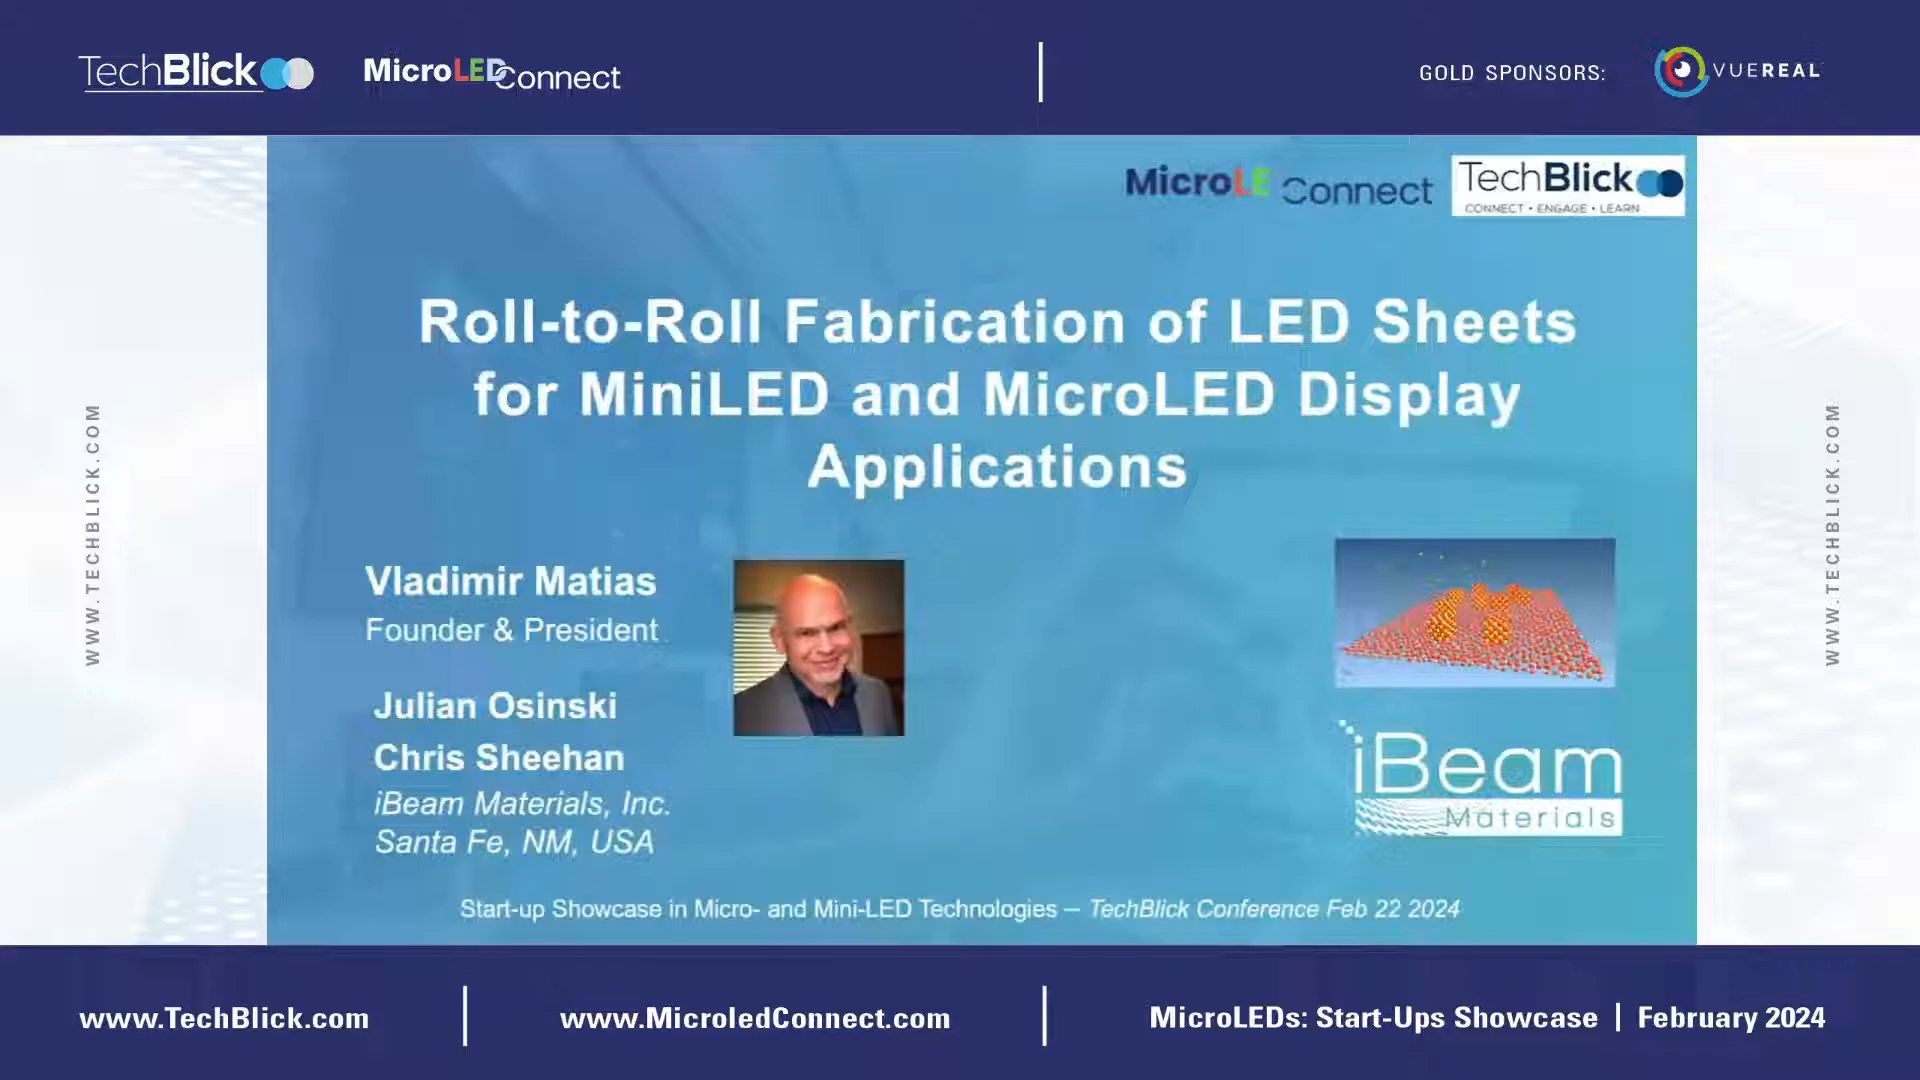 TechBlick
MicroLED Connect
GOLD SPONSORS:
VUEREAL
MicroLE Connect
TechBlick
CONNECT • ENGAGE • LEARN
Roll-to-Roll Fabrication of LED Sheets
for MiniLED and MicroLED Display
Applications
Vladimir Matias
Founder & President
Julian Osinski
Chris Sheehan
iBeam Materials, Inc.
Santa Fe, NM, USA
iBeam
Materials
Start-up Showcase in Micro- and Mini-LED Technologies – TechBlick Conference Feb 22 2024
WWW.TECHBLICK.COM
WWW.TECHBLICK.COM
www.TechBlick.com
www.MicroledConnect.com
MicroLEDs: Start-Ups Showcase | February 2024